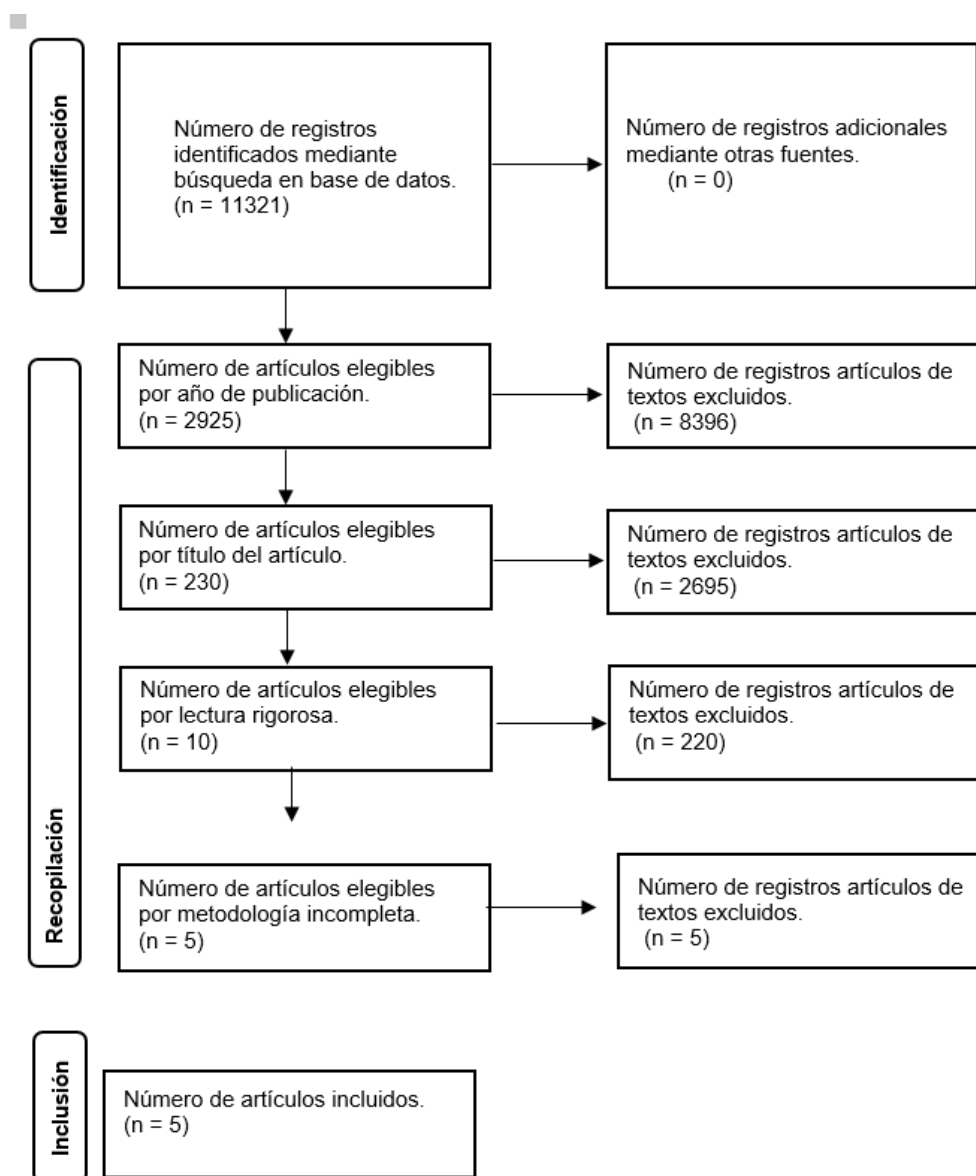 Identificación
Número de registros
identificados mediante
búsqueda en base de datos.
(n = 11321)
Número de registros adicionales
mediante otras fuentes.
(n = 0)
Recopilación
Número de artículos elegibles
por año de publicación.
(n = 2925)
Número de registros artículos de
textos excluidos.
(n = 8396)
Número de artículos elegibles
por título del artículo.
(n = 230)
Número de registros artículos de
textos excluidos.
(n = 2695)
Número de artículos elegibles
por lectura rigorosa.
(n = 10)
Número de registros artículos de
textos excluidos.
(n = 220)
Número de artículos elegibles
por metodología incompleta.
(n = 5)
Número de registros artículos de
textos excluidos.
(n = 5)
Inclusión
Número de artículos incluidos.
(n = 5)